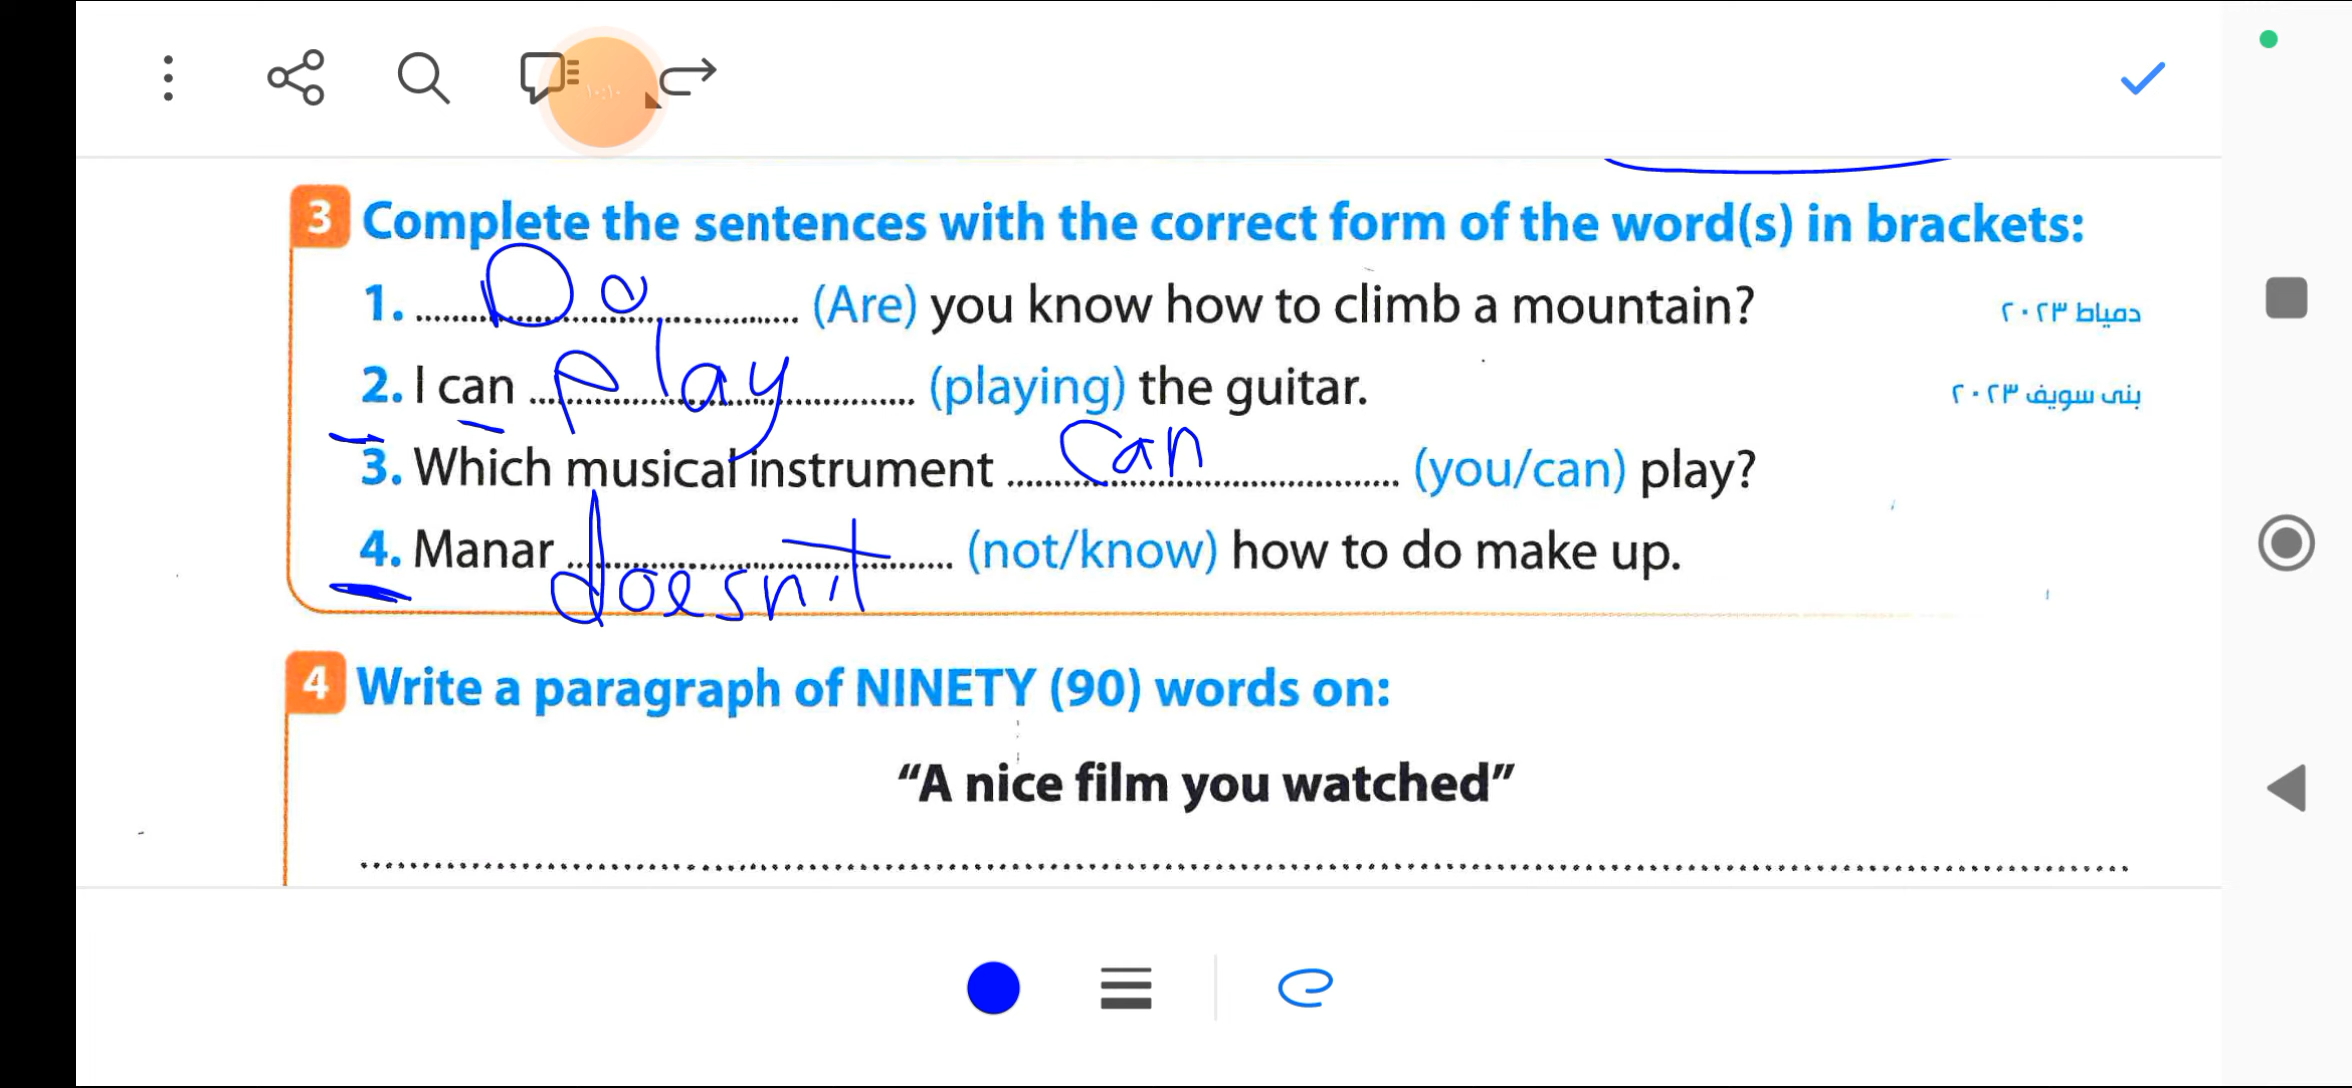 ١٠:١٠
3 Complete the sentences with the correct form of the word(s) in brackets:
1. Do (Are) you know how to climb a mountain? دمياط ٢٠٢٣
2. I can play (playing) the guitar. بنى سويف ٢٠٢٣
3. Which musical instrument can (you/can) play?
4. Manar doesn't (not/know) how to do make up.
4 Write a paragraph of NINETY (90) words on:
“A nice film you watched”